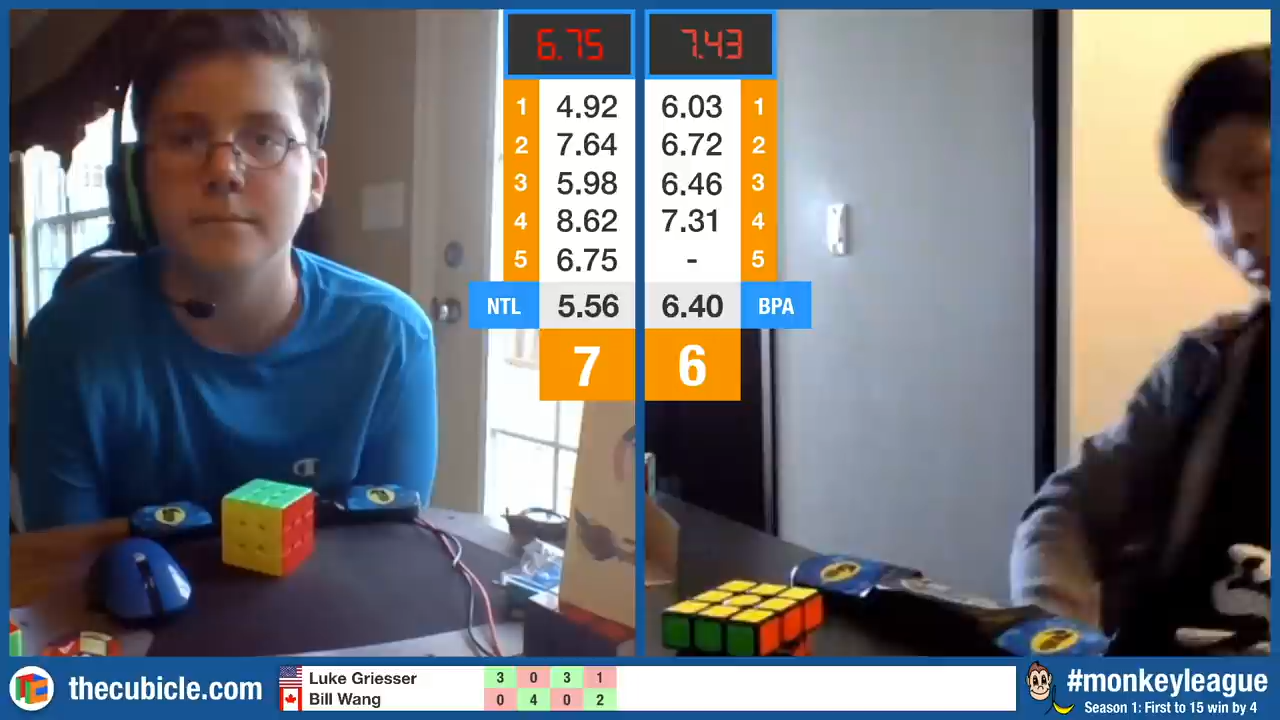 6.75 7.43
1 4.92 6.03 1
2 7.64 6.72 2
3 5.98 6.46 3
4 8.62 7.31 4
5 6.75 - 5
NTL 5.56 6.40 BPA
7 6
thecubicle.com
Luke Griesser 3 0 3 1
Bill Wang 0 4 0 2
#monkeyleague
Season 1: First to 15 win by 4